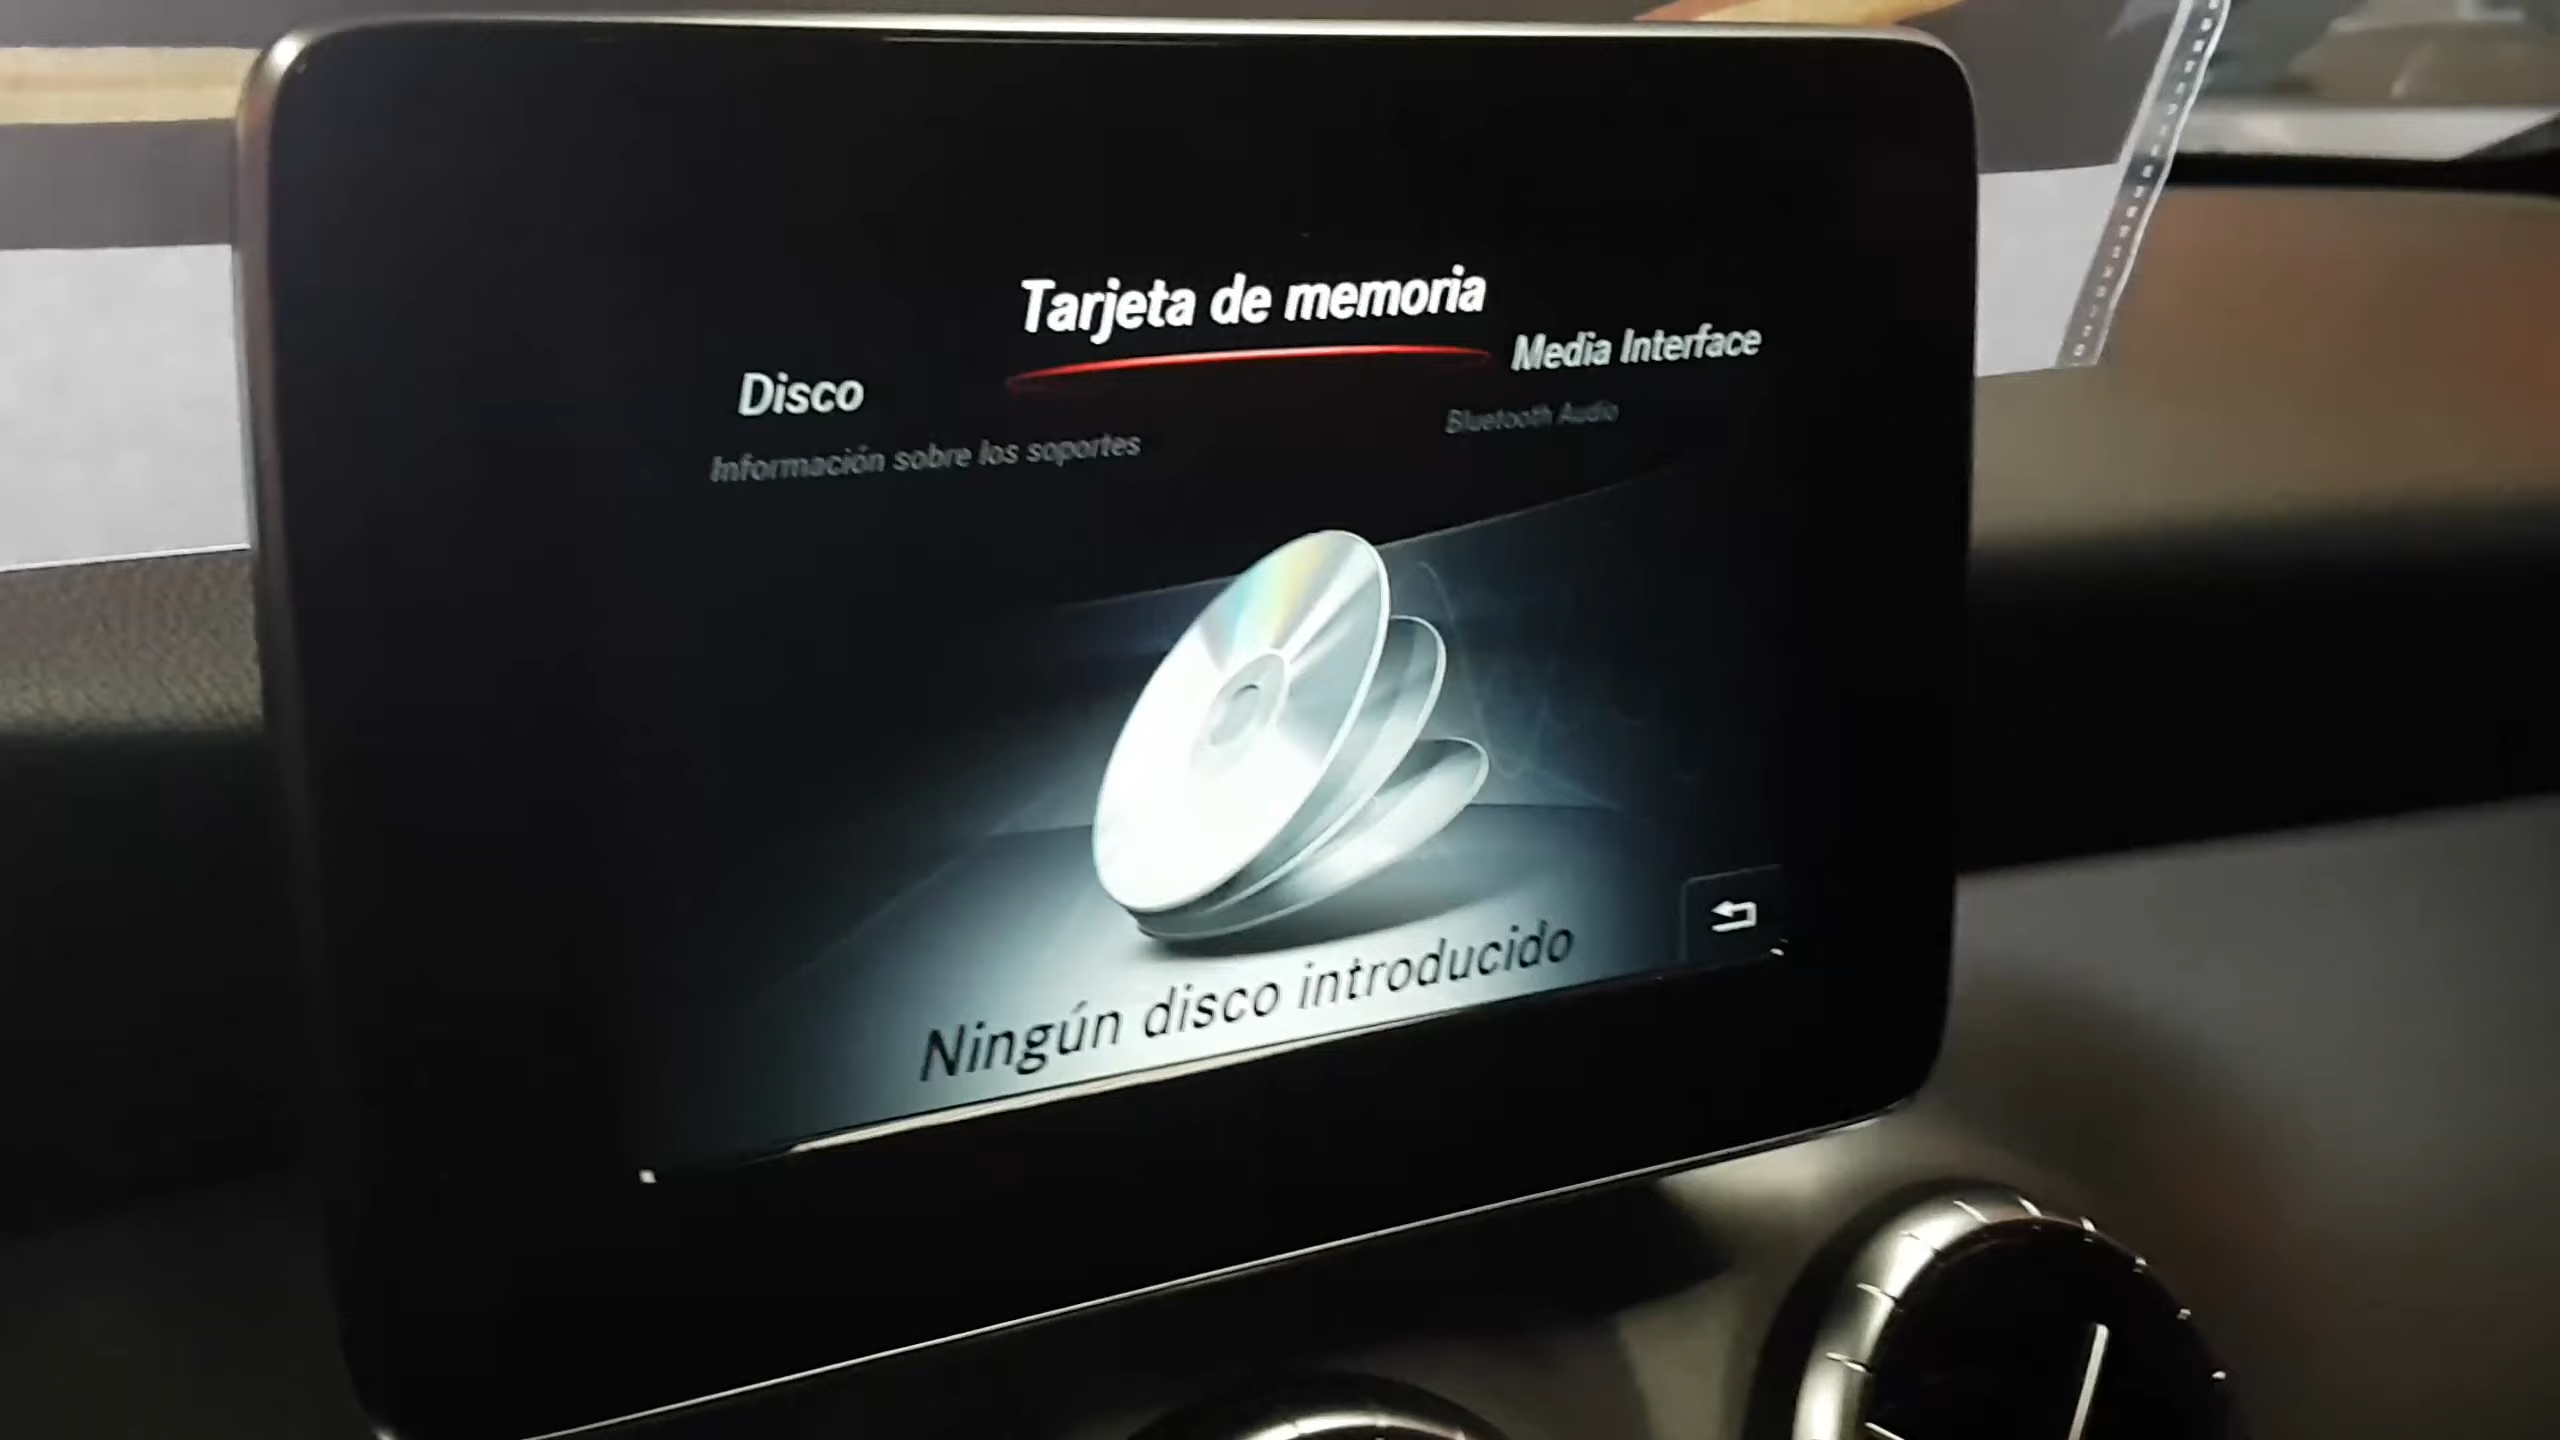 Tarjeta de memoria
Disco
Media Interface
Información sobre los soportes
Bluetooth Audio
Ningún disco introducido